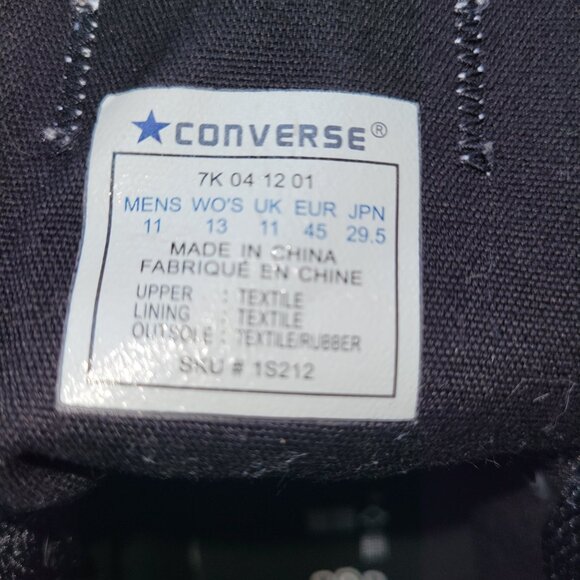 ★CONVERSE®
7K 04 12 01
MENS WO'S UK EUR JPN
11 13 11 45 29.5
MADE IN CHINA
FABRIQUÉ EN CHINE
UPPER : TEXTILE
LINING : TEXTILE
OUTSOLE : TEXTILE/RUBBER
SKU # 1S212